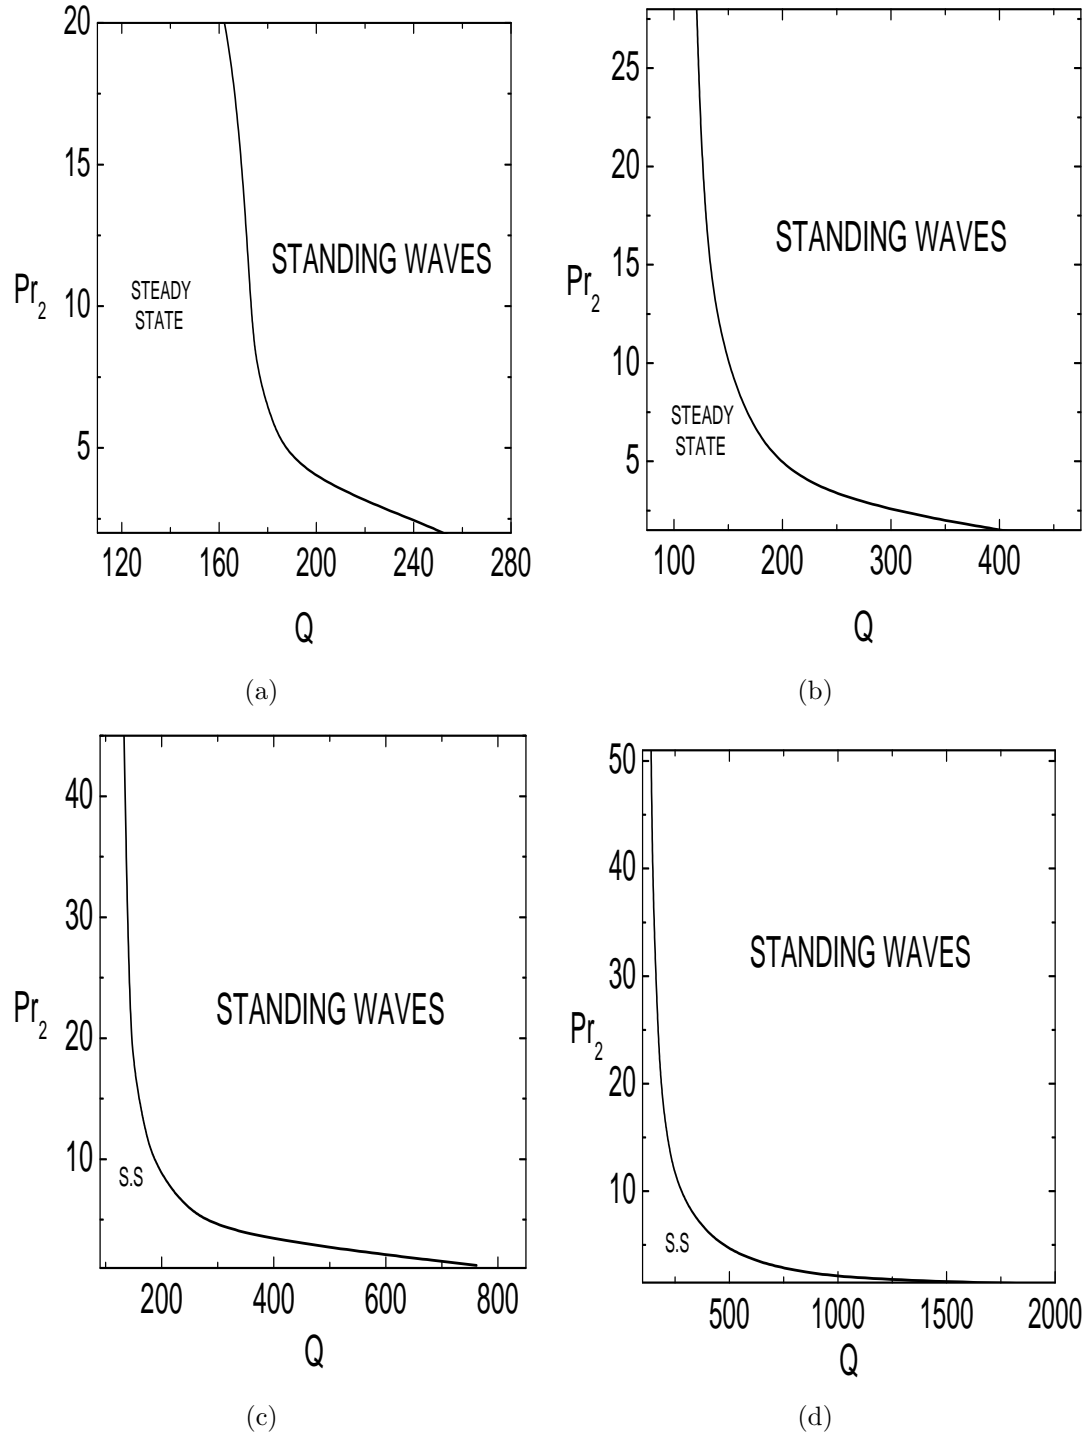 20
15
10
5
Pr2
STEADY
STATE
STANDING WAVES
120 160 200 240 280
Q
(a)
25
20
15
10
5
Pr2
STANDING WAVES
STEADY
STATE
100 200 300 400
Q
(b)
40
30
20
10
Pr2
STANDING WAVES
S.S
200 400 600 800
Q
(c)
50
40
30
20
10
Pr2
STANDING WAVES
S.S
500 1000 1500 2000
Q
(d)